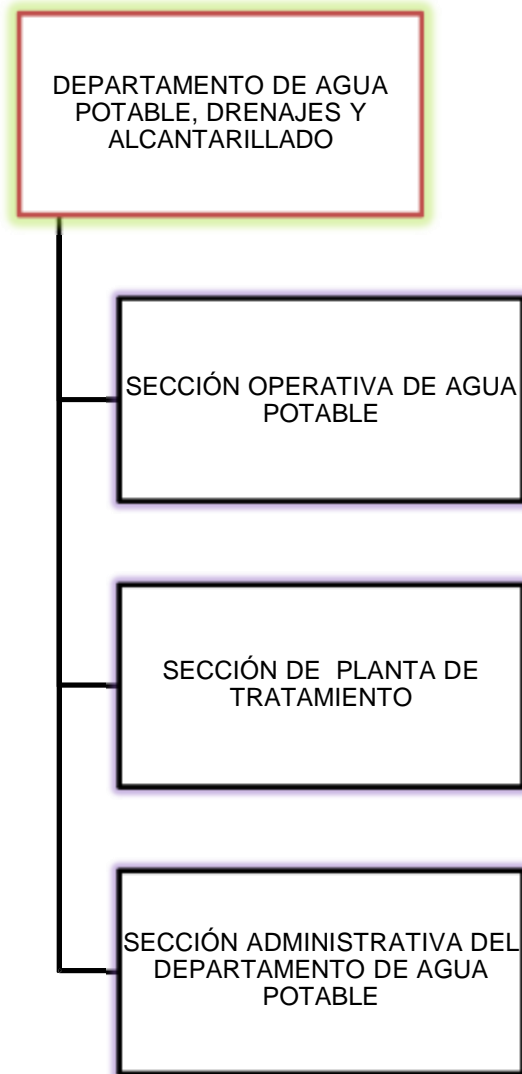 DEPARTAMENTO DE AGUA
POTABLE, DRENAJES Y
ALCANTARILLADO
SECCIÓN OPERATIVA DE AGUA
POTABLE
SECCIÓN DE PLANTA DE
TRATAMIENTO
SECCIÓN ADMINISTRATIVA DEL
DEPARTAMENTO DE AGUA
POTABLE